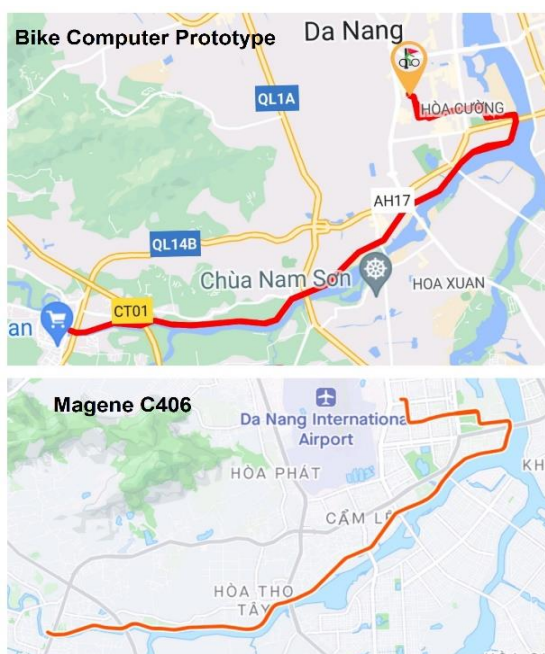 Bike Computer Prototype
Da Nang
QL1A
HÒA CƯỜNG
AH17
QL14B
Chùa Nam Sơn
HOA XUAN
CT01
an
Magene C406
Da Nang International
Airport
HÒA PHÁT
KH
CẨM LỆ
HÒA THỌ
TÂY